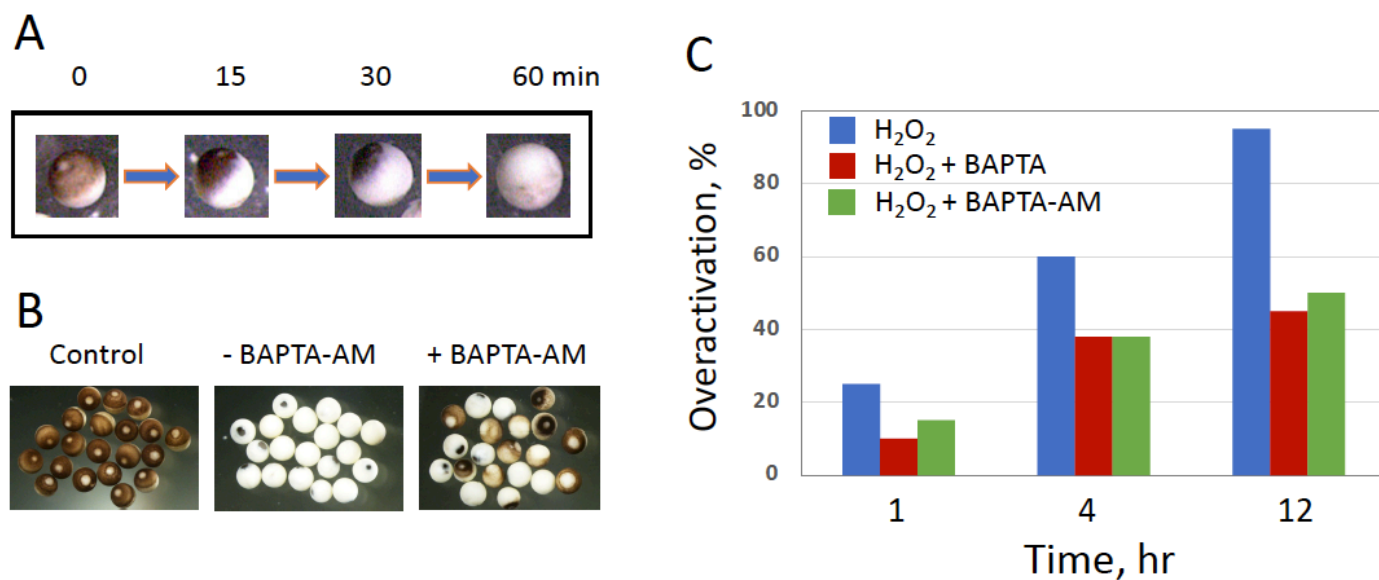 A
0 15 30 60 min
B
Control - BAPTA-AM + BAPTA-AM
C
Overactivation, %
100
80
60
40
20
0
H₂O₂
H₂O₂ + BAPTA
H₂O₂ + BAPTA-AM
1 4 12
Time, hr